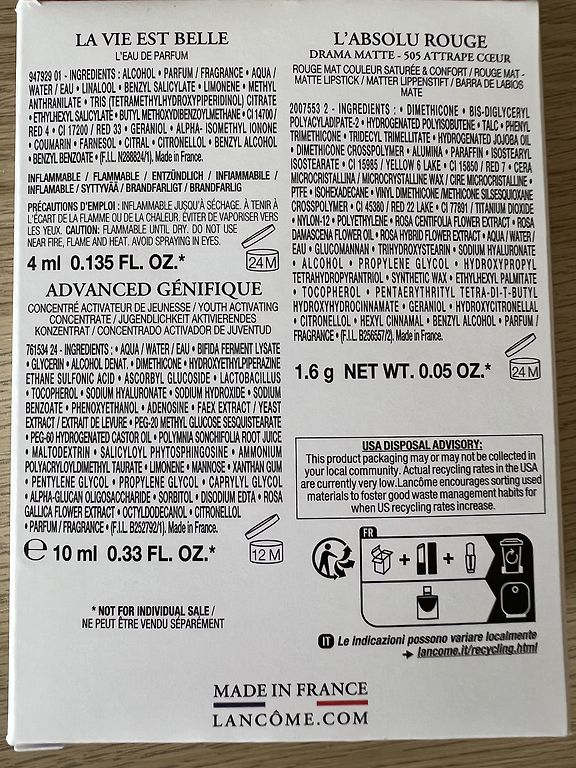 LA VIE EST BELLE
L'EAU DE PARFUM
947929 01 - INGREDIENTS : ALCOHOL • PARFUM / FRAGRANCE • AQUA /
WATER / EAU • LINALOOL • BENZYL SALICYLATE • LIMONENE • METHYL
ANTHRANILATE • TRIS (TETRAMETHYLHYDROXYPIPERIDINOL) CITRATE
• ETHYLHEXYL SALICYLATE • BUTYL METHOXYDIBENZOYLMETHANE • CI 14700 /
RED 4 • CI 17200 / RED 33 • GERANIOL • ALPHA- ISOMETHYL IONONE
• COUMARIN • FARNESOL • CITRAL • CITRONELLOL • BENZYL ALCOHOL
• BENZYL BENZOATE • (F.I.L. N288824/1). Made in France.
INFLAMMABLE / FLAMMABLE / ENTZÜNDLICH / INFIAMMABILE /
INFLAMABLE / SYTTYVÄÄ / BRANDFARLIGT / BRANDFARLIG
PRÉCAUTIONS D'EMPLOI : INFLAMMABLE JUSQU'À SÉCHAGE. À TENIR À
L'ÉCART DE LA FLAMME OU DE LA CHALEUR. ÉVITER DE VAPORISER VERS
LES YEUX. CAUTION: FLAMMABLE UNTIL DRY. DO NOT USE
NEAR FIRE, FLAME AND HEAT. AVOID SPRAYING IN EYES.
4 ml 0.135 FL. OZ.*
24 M
ADVANCED GÉNIFIQUE
CONCENTRÉ ACTIVATEUR DE JEUNESSE / YOUTH ACTIVATING
CONCENTRATE / JUGENDLICHKEIT AKTIVIERENDES
KONZENTRAT / CONCENTRADO ACTIVADOR DE JUVENTUD
761534 24 - INGREDIENTS : • AQUA / WATER / EAU • BIFIDA FERMENT LYSATE
• GLYCERIN • ALCOHOL DENAT. • DIMETHICONE • HYDROXYETHYLPIPERAZINE
ETHANE SULFONIC ACID • ASCORBYL GLUCOSIDE • LACTOBACILLUS
• TOCOPHEROL • SODIUM HYALURONATE • SODIUM HYDROXIDE • SODIUM
BENZOATE • PHENOXYETHANOL • ADENOSINE • FAEX EXTRACT / YEAST
EXTRACT / EXTRAIT DE LEVURE • PEG-20 METHYL GLUCOSE SESQUISTEARATE
• PEG-60 HYDROGENATED CASTOR OIL • POLYMNIA SONCHIFOLIA ROOT JUICE
• MALTODEXTRIN • SALICYLOYL PHYTOSPHINGOSINE • AMMONIUM
POLYACRYLOYLDIMETHYL TAURATE • LIMONENE • MANNOSE • XANTHAN GUM
• PENTYLENE GLYCOL • PROPYLENE GLYCOL • CAPRYLYL GLYCOL
• ALPHA-GLUCAN OLIGOSACCHARIDE • SORBITOL • DISODIUM EDTA • ROSA
GALLICA FLOWER EXTRACT • OCTYLDODECANOL • CITRONELLOL
• PARFUM / FRAGRANCE • (F.I.L. B252792/1). Made in France.
e 10 ml 0.33 FL. OZ.*
12 M
* NOT FOR INDIVIDUAL SALE /
NE PEUT ÊTRE VENDU SÉPARÉMENT
L'ABSOLU ROUGE
DRAMA MATTE - 505 ATTRAPE CŒUR
ROUGE MAT COULEUR SATURÉE & CONFORT / ROUGE MAT -
MATTE LIPSTICK / MATTER LIPPENSTIFT / BARRA DE LABIOS
MATE
2007553 2 - INGREDIENTS : • DIMETHICONE • BIS-DIGLYCERYL
POLYACYLADIPATE-2 • HYDROGENATED POLYISOBUTENE • TALC • PHENYL
TRIMETHICONE • TRIDECYL TRIMELLITATE • HYDROGENATED JOJOBA OIL
• DIMETHICONE CROSSPOLYMER • ALUMINA • PARAFFIN • ISOSTEARYL
ISOSTEARATE • CI 15985 / YELLOW 6 LAKE • CI 15850 / RED 7 • CERA
MICROCRISTALLINA / MICROCRYSTALLINE WAX / CIRE MICROCRISTALLINE •
PTFE • ISOHEXADECANE • VINYL DIMETHICONE /METHICONE SILSESQUIOXANE
CROSSPOLYMER • CI 45380 / RED 22 LAKE • CI 77891 / TITANIUM DIOXIDE
• NYLON-12 • POLYETHYLENE • ROSA CENTIFOLIA FLOWER EXTRACT • ROSA
DAMASCENA FLOWER OIL • ROSA HYBRID FLOWER EXTRACT • AQUA / WATER /
EAU • GLUCOMANNAN • TRIHYDROXYSTEARIN • SODIUM HYALURONATE
• ALCOHOL • PROPYLENE GLYCOL • HYDROXYPROPYL
TETRAHYDROPYRANTRIOL • SYNTHETIC WAX • ETHYLHEXYL PALMITATE
• TOCOPHEROL • PENTAERYTHRITYL TETRA-DI-T-BUTYL
HYDROXYHYDROCINNAMATE • GERANIOL • HYDROXYCITRONELLAL
• CITRONELLOL • HEXYL CINNAMAL • BENZYL ALCOHOL • PARFUM /
FRAGRANCE • (F.I.L. B256557/2). Made in France.
1.6 g NET WT. 0.05 OZ.*
24 M
USA DISPOSAL ADVISORY:
This product packaging may or may not be collected in
your local community. Actual recycling rates in the USA
are currently very low. Lancôme encourages sorting used
materials to foster good waste management habits for
when US recycling rates increase.
FR
+ +
IT Le indicazioni possono variare localmente
→ lancome.it/recycling.html
MADE IN FRANCE
LANCÔME.COM